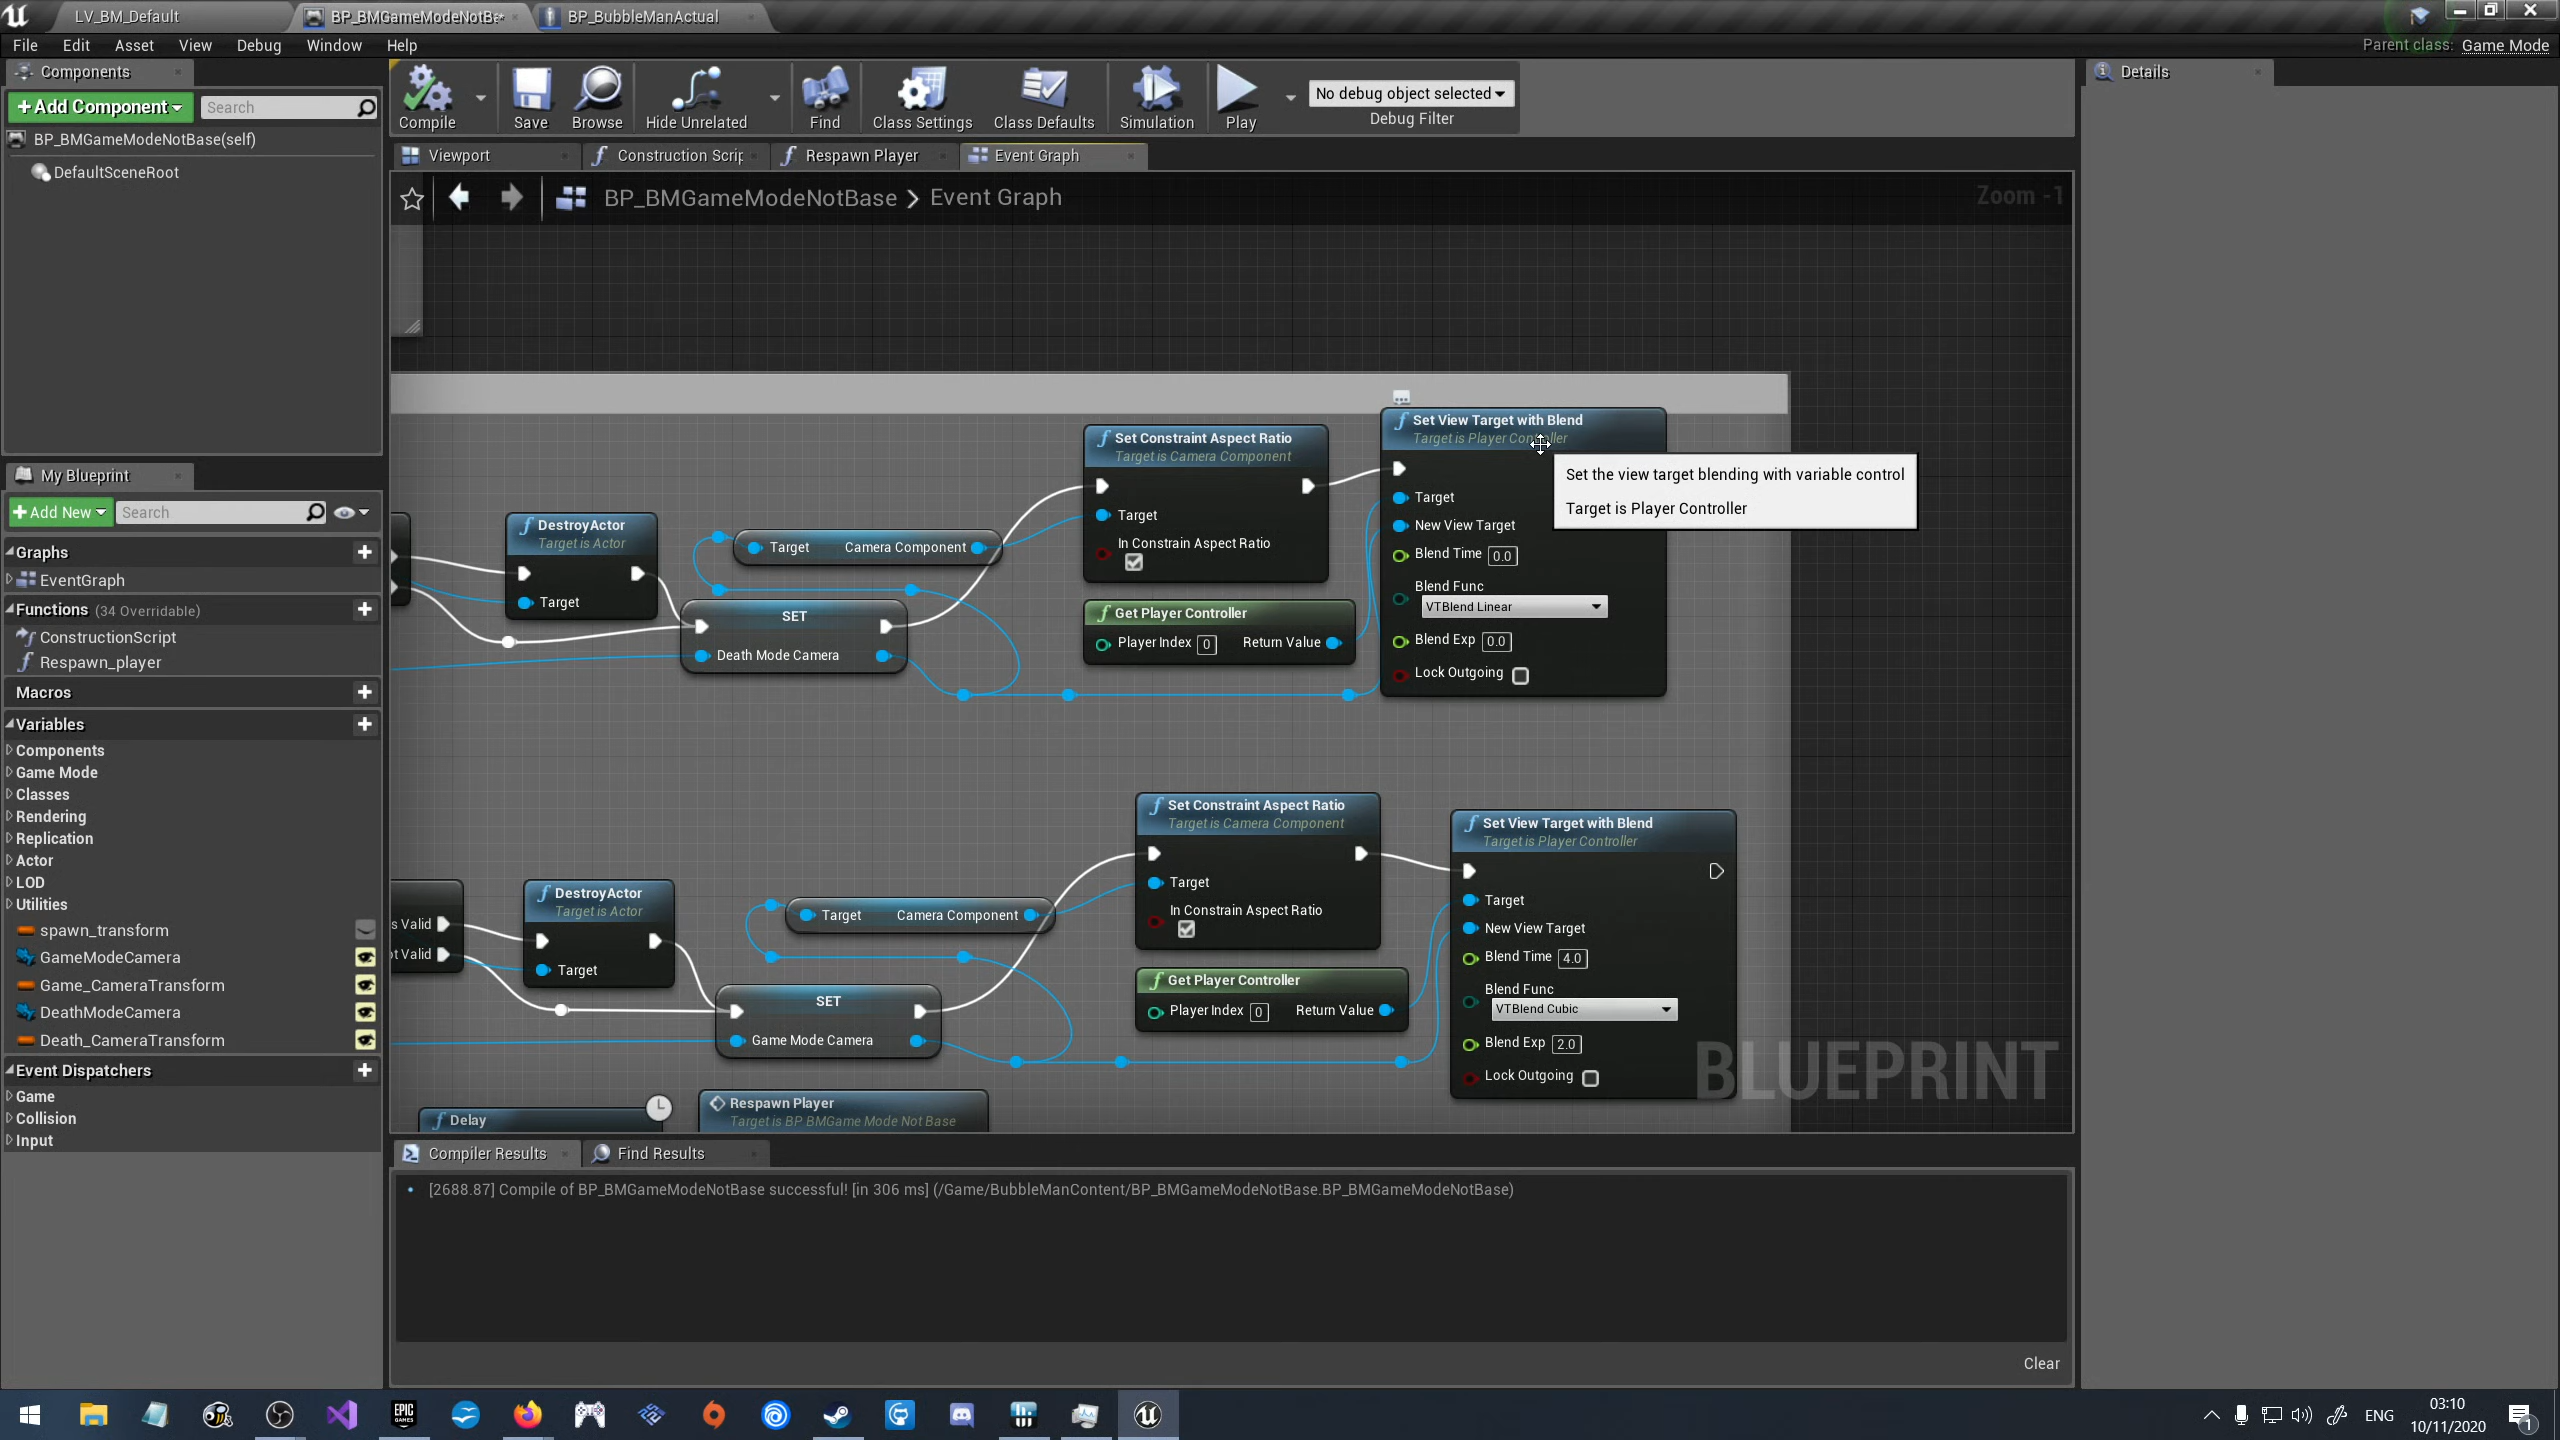 LV_BM_Default
BP_BMGameModeNotBa
BP_BubbleManActual
File Edit Asset View Debug Window Help
Parent class: Game Mode
Components
Details
+Add Component
Search
Compile
Save
Browse
Hide Unrelated
Find
Class Settings
Class Defaults
Simulation
Play
No debug object selected
Debug Filter
BP_BMGameModeNotBase(self)
DefaultSceneRoot
Viewport
Construction Scrip
Respawn Player
Event Graph
BP_BMGameModeNotBase > Event Graph
Zoom -1
My Blueprint
+Add New
Search
Graphs
EventGraph
Functions (34 Overridable)
ConstructionScript
Respawn_player
Macros
Variables
Components
Game Mode
Classes
Rendering
Replication
Actor
LOD
Utilities
spawn_transform
GameModeCamera
Game_CameraTransform
DeathModeCamera
Death_CameraTransform
Event Dispatchers
Game
Collision
Input
DestroyActor
Target is Actor
Target
Target Camera Component
SET
Death Mode Camera
Set Constraint Aspect Ratio
Target is Camera Component
Target
In Constrain Aspect Ratio
Get Player Controller
Player Index 0 Return Value
Set View Target with Blend
Target is Player Controller
Target
New View Target
Blend Time 0.0
Blend Func
VTBlend Linear
Blend Exp 0.0
Lock Outgoing
Set the view target blending with variable control
Target is Player Controller
s Valid
t Valid
DestroyActor
Target is Actor
Target
Target Camera Component
SET
Game Mode Camera
Set Constraint Aspect Ratio
Target is Camera Component
Target
In Constrain Aspect Ratio
Get Player Controller
Player Index 0 Return Value
Set View Target with Blend
Target is Player Controller
Target
New View Target
Blend Time 4.0
Blend Func
VTBlend Cubic
Blend Exp 2.0
Lock Outgoing
BLUEPRINT
Delay
Respawn Player
Target is BP BMGame Mode Not Base
Compiler Results
Find Results
[2688.87] Compile of BP_BMGameModeNotBase successful! [in 306 ms] (/Game/BubbleManContent/BP_BMGameModeNotBase.BP_BMGameModeNotBase)
Clear
EPIC GAMES
ENG
03:10
10/11/2020
1